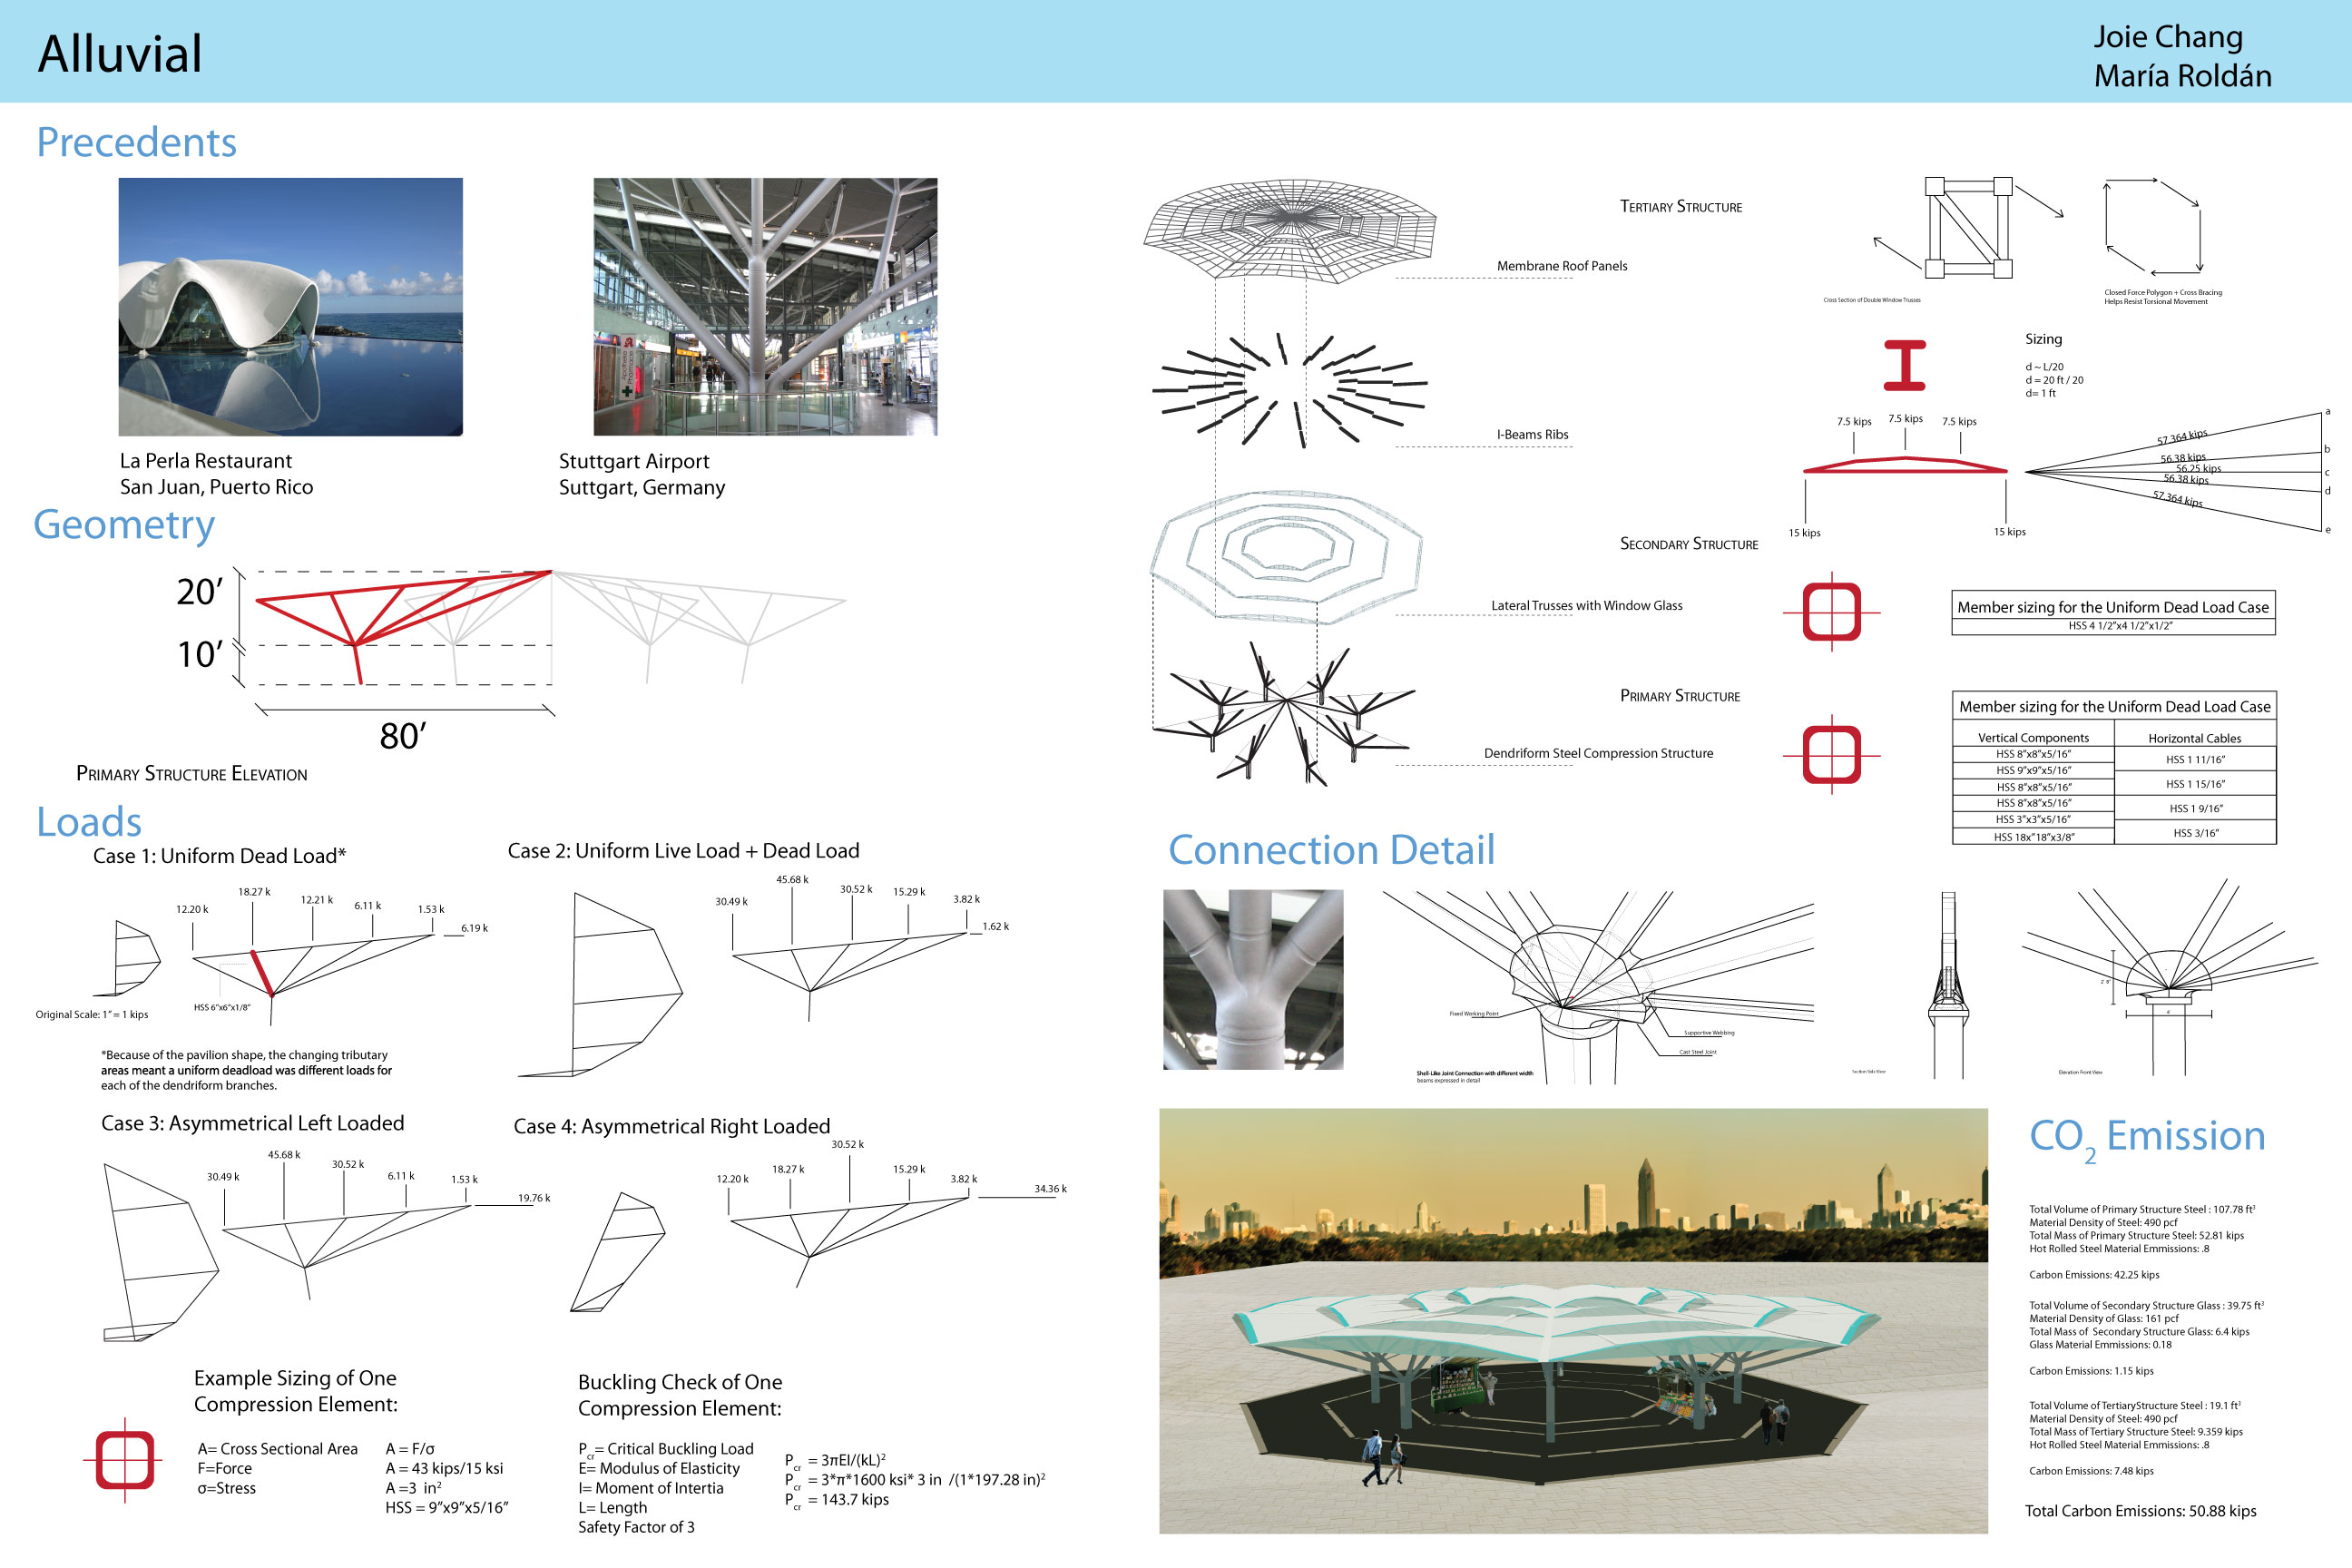 Alluvial
Joie Chang
María Roldán
Precedents
La Perla Restaurant
San Juan, Puerto Rico
Stuttgart Airport
Suttgart, Germany
Geometry
20’
10’
80’
Primary Structure Elevation
Loads
Case 1: Uniform Dead Load*
12.20 k
18.27 k
12.21 k
6.11 k
1.53 k
6.19 k
HSS 6”x6”x1/8”
Original Scale: 1” = 1 kips
*Because of the pavilion shape, the changing tributary
areas meant a uniform deadload was different loads for
each of the dendriform branches.
Case 2: Uniform Live Load + Dead Load
30.49 k
45.68 k
30.52 k
15.29 k
3.82 k
1.62 k
Case 3: Asymmetrical Left Loaded
30.49 k
45.68 k
30.52 k
6.11 k
1.53 k
19.76 k
Case 4: Asymmetrical Right Loaded
12.20 k
18.27 k
30.52 k
15.29 k
3.82 k
34.36 k
Example Sizing of One
Compression Element:
A= Cross Sectional Area
F=Force
σ=Stress
A = F/σ
A = 43 kips/15 ksi
A =3 in²
HSS = 9”x9”x5/16”
Buckling Check of One
Compression Element:
Pcr= Critical Buckling Load
E= Modulus of Elasticity
I= Moment of Intertia
L= Length
Safety Factor of 3
Pcr = 3πEI/(kL)²
Pcr = 3*π*1600 ksi* 3 in /(1*197.28 in)²
Pcr = 143.7 kips
Tertiary Structure
Membrane Roof Panels
I-Beams Ribs
Secondary Structure
Lateral Trusses with Window Glass
Primary Structure
Dendriform Steel Compression Structure
Cross Section of Double Window Trusses
Closed Force Polygon + Cross Bracing
Helps Resist Torsional Movement
Sizing
d ~ L/20
d = 20 ft / 20
d= 1 ft
7.5 kips
7.5 kips
7.5 kips
15 kips
15 kips
57.364 kips
56.38 kips
56.25 kips
56.38 kips
57.364 kips
a
b
c
d
e
Member sizing for the Uniform Dead Load Case
HSS 4 1/2”x4 1/2”x1/2”
Member sizing for the Uniform Dead Load Case
Vertical Components
HSS 8”x8”x5/16”
HSS 9”x9”x5/16”
HSS 8”x8”x5/16”
HSS 8”x8”x5/16”
HSS 3”x3”x5/16”
HSS 18x”18”x3/8”
Horizontal Cables
HSS 1 11/16”
HSS 1 15/16”
HSS 1 9/16”
HSS 3/16”
Connection Detail
Fixed Working Point
Supportive Webbing
Cast Steel Joint
Shell-Like Joint Connection with different width
beams expressed in detail
Section Side View
2' 8"
4'
Elevation Front View
CO₂ Emission
Total Volume of Primary Structure Steel : 107.78 ft³
Material Density of Steel: 490 pcf
Total Mass of Primary Structure Steel: 52.81 kips
Hot Rolled Steel Material Emmissions: .8
Carbon Emissions: 42.25 kips
Total Volume of Secondary Structure Glass : 39.75 ft³
Material Density of Glass: 161 pcf
Total Mass of Secondary Structure Glass: 6.4 kips
Glass Material Emmissions: 0.18
Carbon Emissions: 1.15 kips
Total Volume of TertiaryStructure Steel : 19.1 ft³
Material Density of Steel: 490 pcf
Total Mass of Tertiary Structure Steel: 9.359 kips
Hot Rolled Steel Material Emmissions: .8
Carbon Emissions: 7.48 kips
Total Carbon Emissions: 50.88 kips